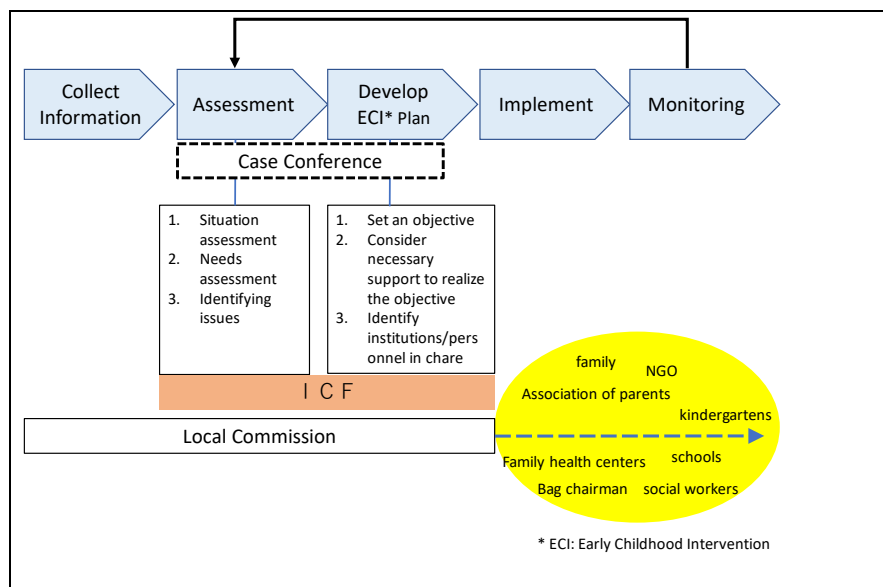 Collect
Information
Assessment
Develop
ECI* Plan
Implement
Monitoring
Case Conference
1. Situation
assessment
2. Needs
assessment
3. Identifying
issues
1. Set an objective
2. Consider
necessary
support to realize
the objective
3. Identify
institutions/pers
onnel in chare
ＩＣＦ
Local Commission
family
NGO
Association of parents
kindergartens
Family health centers
schools
Bag chairman
social workers
* ECI: Early Childhood Intervention